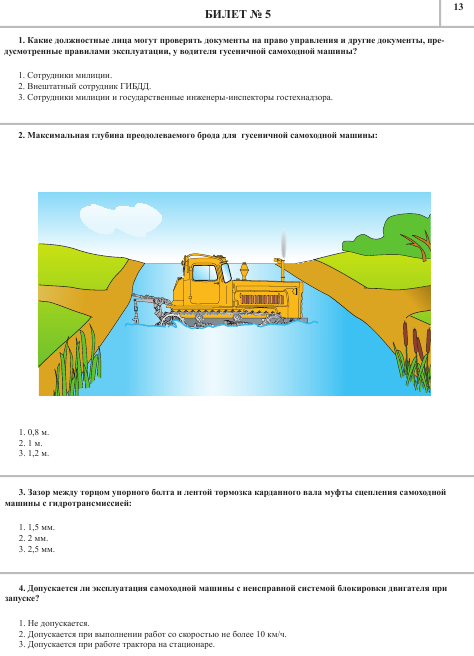 БИЛЕТ № 5
13
1. Какие должностные лица могут проверять документы на право управления и другие документы, пре-
дусмотренные правилами эксплуатации, у водителя гусеничной самоходной машины?
1. Сотрудники милиции.
2. Внештатный сотрудник ГИБДД.
3. Сотрудники милиции и государственные инженеры-инспекторы гостехнадзора.
2. Максимальная глубина преодолеваемого брода для гусеничной самоходной машины:
1. 0,8 м.
2. 1 м.
3. 1,2 м.
3. Зазор между торцом упорного болта и лентой тормозка карданного вала муфты сцепления самоходной
машины с гидротрансмиссией:
1. 1,5 мм.
2. 2 мм.
3. 2,5 мм.
4. Допускается ли эксплуатация самоходной машины с неисправной системой блокировки двигателя при
запуске?
1. Не допускается.
2. Допускается при выполнении работ со скоростью не более 10 км/ч.
3. Допускается при работе трактора на стационаре.